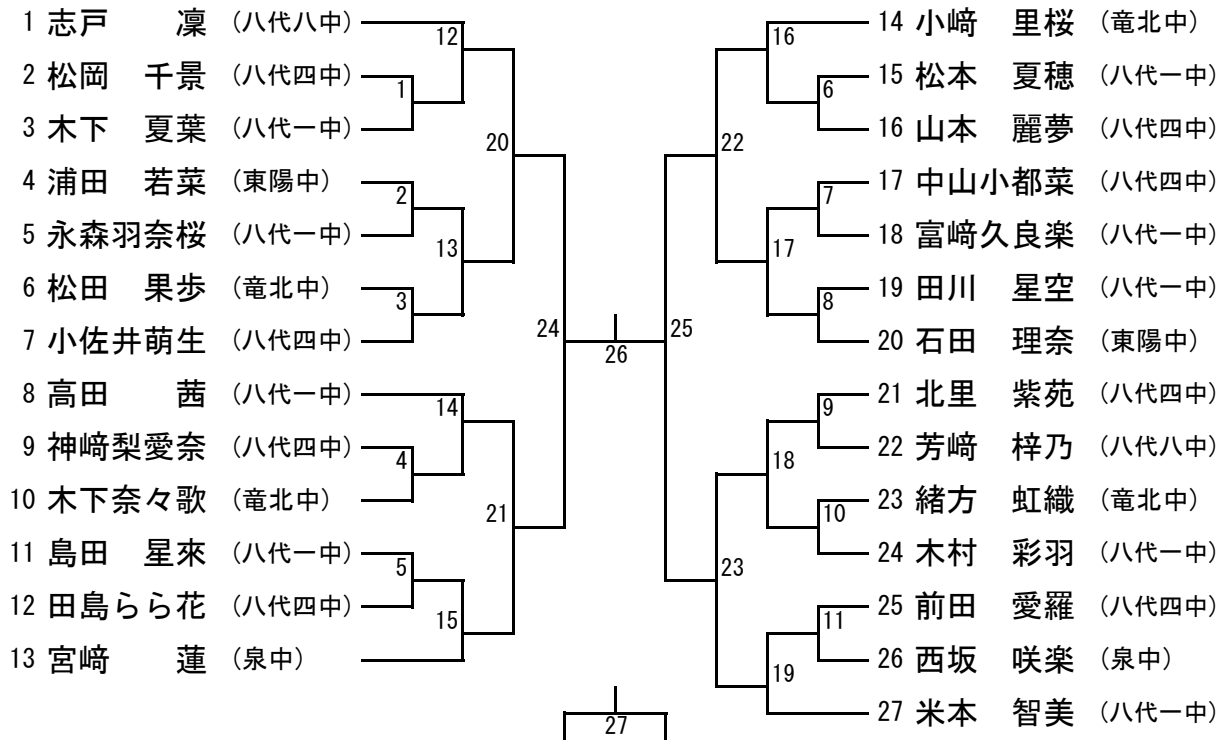 1 志戸　　凜 (八代八中)
2 松岡　千景 (八代四中)
3 木下　夏葉 (八代一中)
4 浦田　若菜 (東陽中)
5 永森羽奈桜 (八代一中)
6 松田　果歩 (竜北中)
7 小佐井萌生 (八代四中)
8 高田　　茜 (八代一中)
9 神﨑梨愛奈 (八代四中)
10 木下奈々歌 (竜北中)
11 島田　星來 (八代一中)
12 田島らら花 (八代四中)
13 宮﨑　　蓮 (泉中)
12
1
2
13
3
20
14
4
5
15
21
24
26
27
25
22
16
6
7
17
8
23
9
18
10
11
19
14 小﨑　里桜 (竜北中)
15 松本　夏穂 (八代一中)
16 山本　麗夢 (八代四中)
17 中山小都菜 (八代四中)
18 富﨑久良楽 (八代一中)
19 田川　星空 (八代一中)
20 石田　理奈 (東陽中)
21 北里　紫苑 (八代四中)
22 芳﨑　梓乃 (八代八中)
23 緒方　虹織 (竜北中)
24 木村　彩羽 (八代一中)
25 前田　愛羅 (八代四中)
26 西坂　咲楽 (泉中)
27 米本　智美 (八代一中)